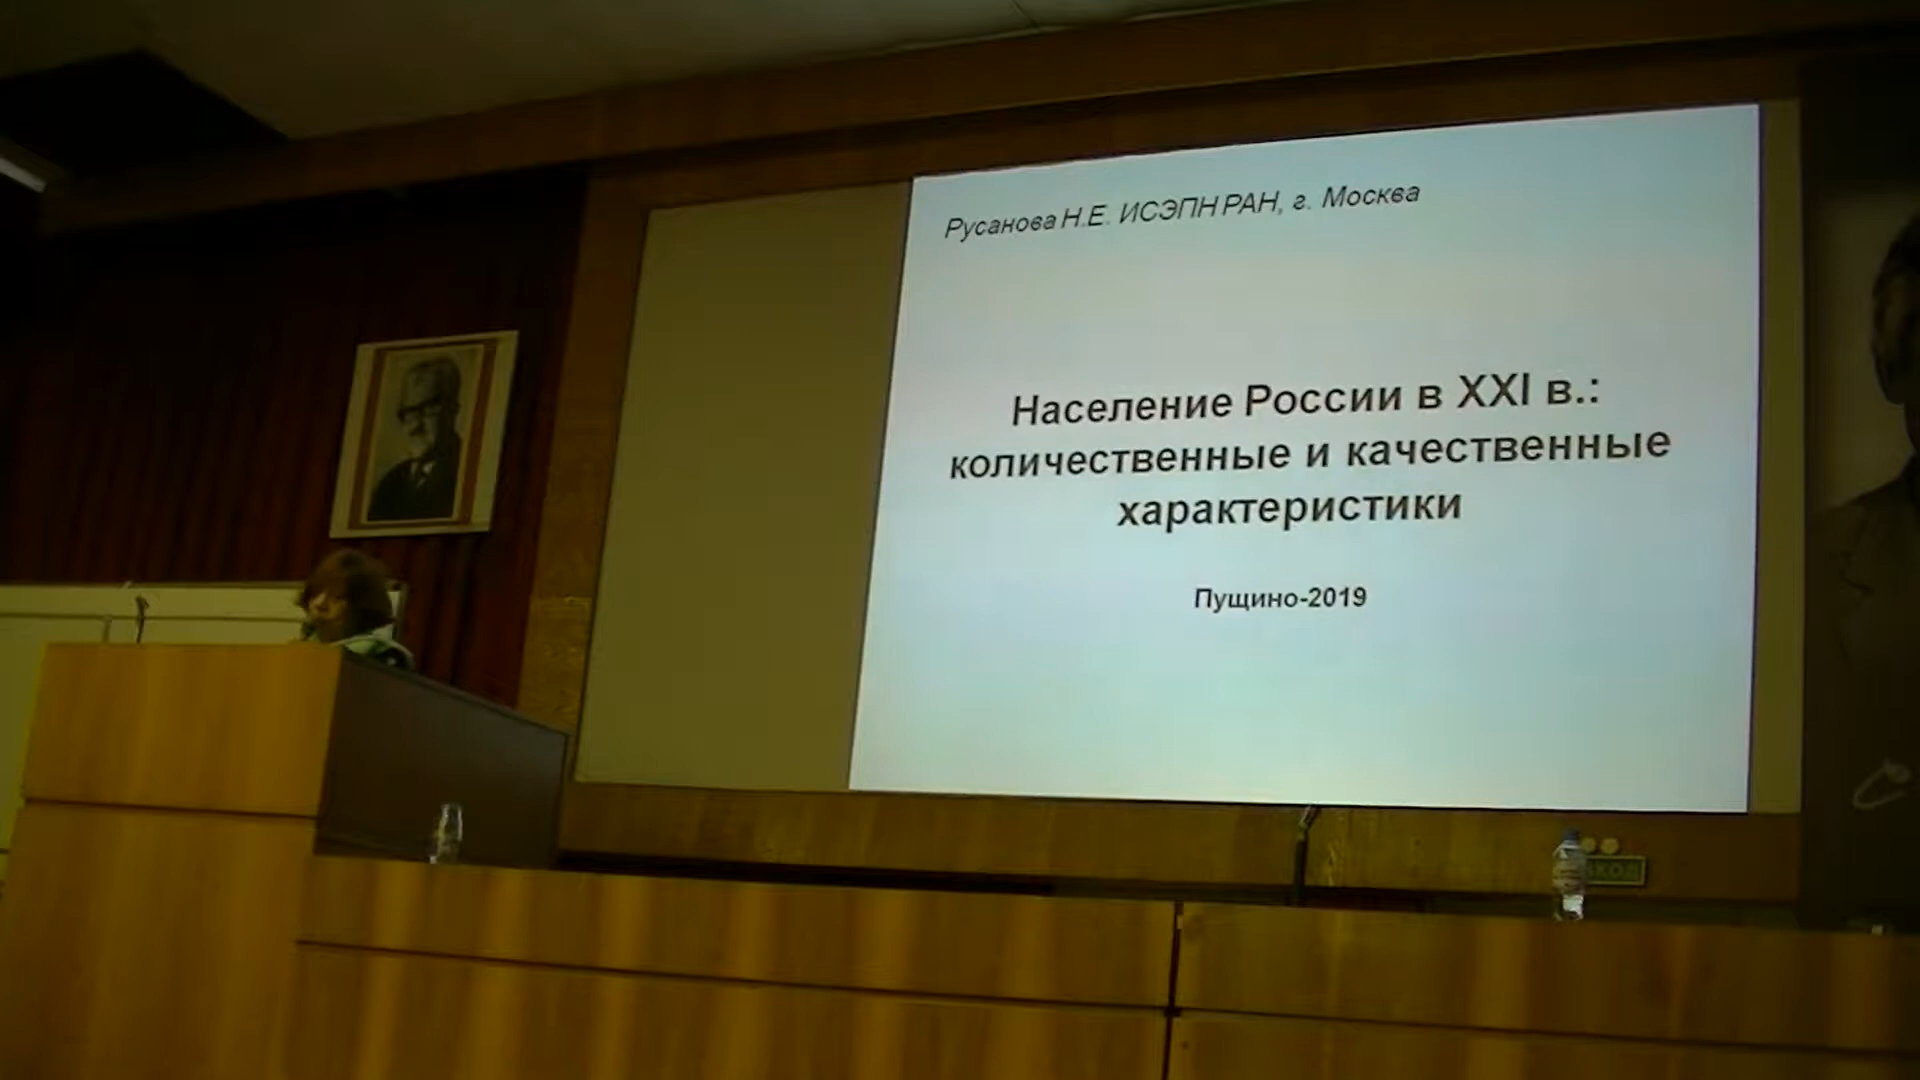 Русанова Н.Е. ИСЭПН РАН, г. Москва
Население России в XXI в.:
количественные и качественные
характеристики
Пущино-2019